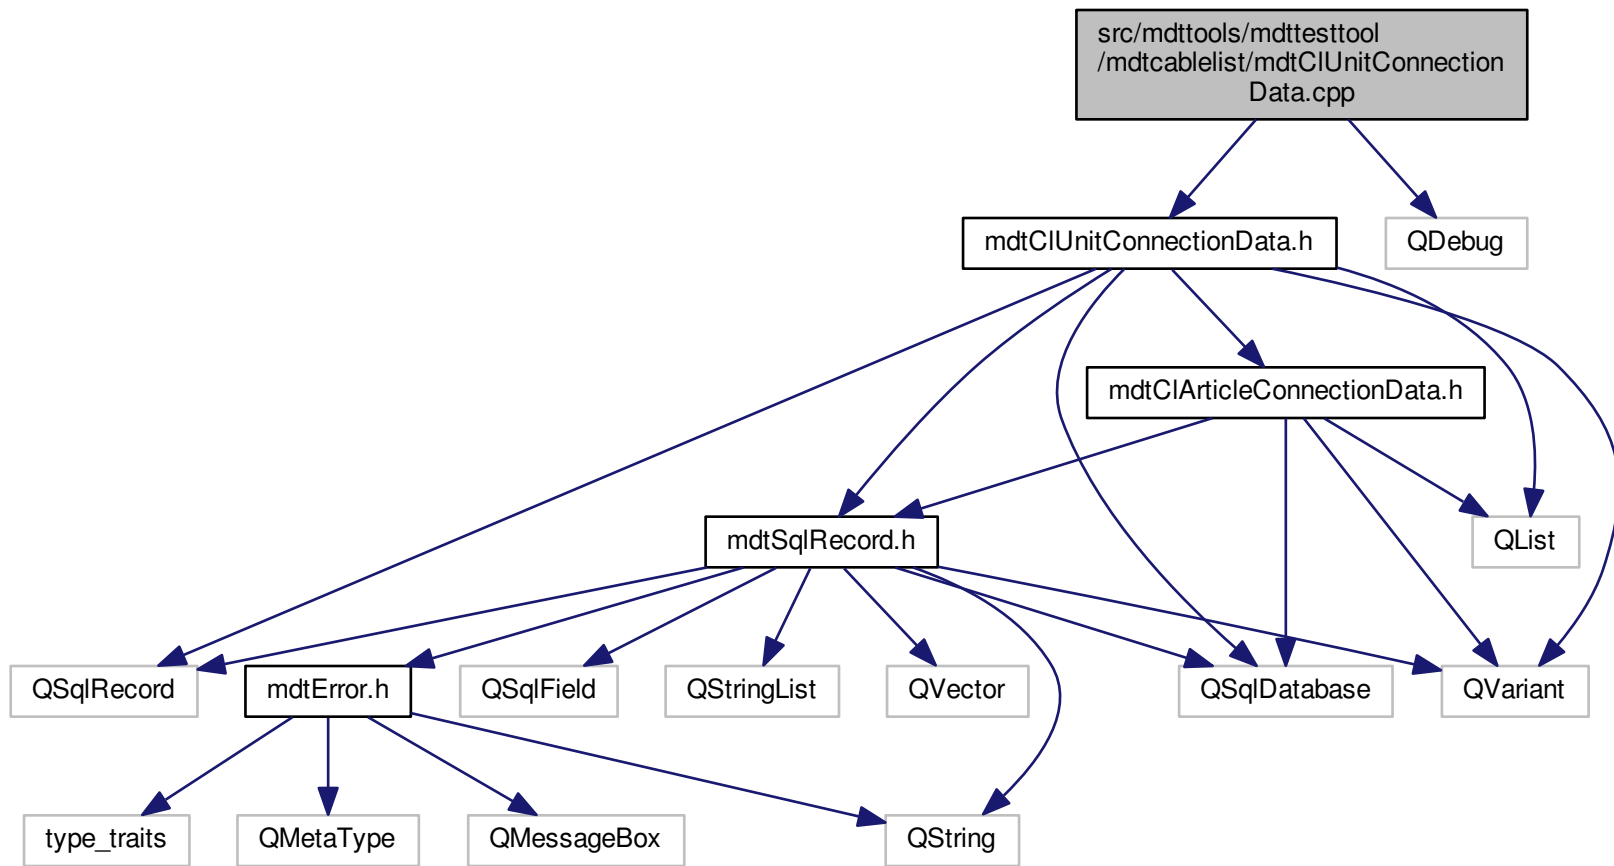 src/mdttools/mdttesttool
/mdtcablelist/mdtClUnitConnection
Data.cpp
mdtClUnitConnectionData.h
QDebug
mdtClArticleConnectionData.h
mdtSqlRecord.h
QList
QSqlRecord
mdtError.h
QSqlField
QStringList
QVector
QSqlDatabase
QVariant
type_traits
QMetaType
QMessageBox
QString